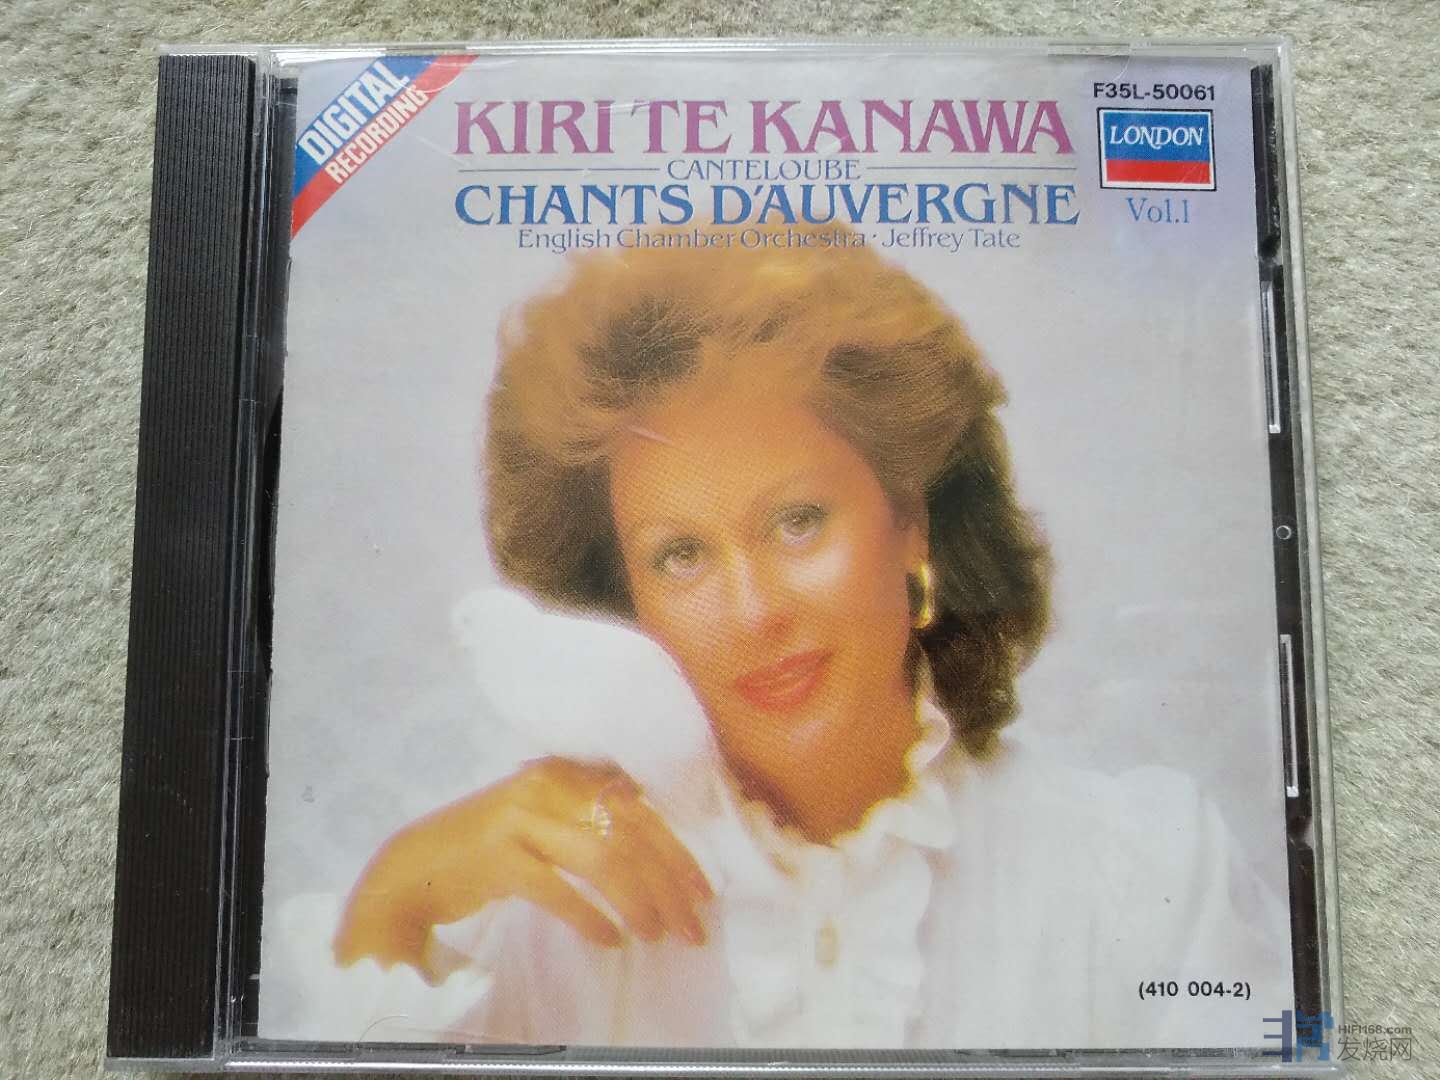 DIGITAL
RECORDING
KIRI TE KANAWA
CANTELOUBE
CHANTS D'AUVERGNE
English Chamber Orchestra · Jeffrey Tate
F35L-50061
LONDON
Vol.1
(410 004-2)
HIFI168.com
发烧网